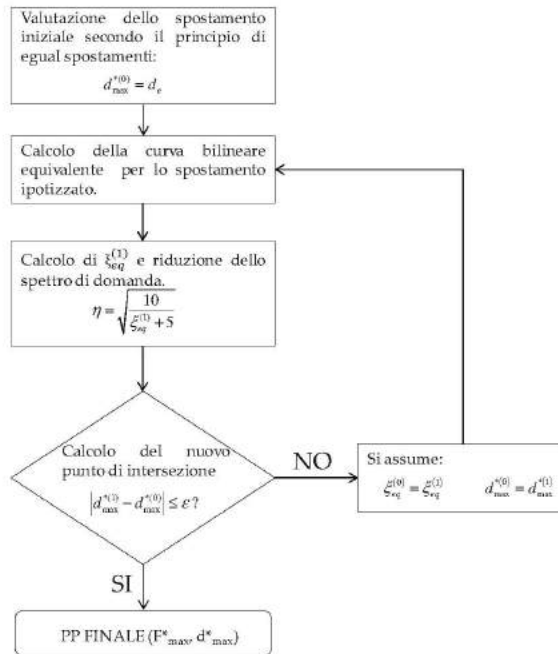 Valutazione dello spostamento
iniziale secondo il principio di
egual spostamenti:
d*(0)max = de
Calcolo della curva bilineare
equivalente per lo spostamento
ipotizzato.
Calcolo di ξ(1)eq e riduzione dello
spettro di domanda.
η = √(10 / (ξ(1)eq + 5))
Calcolo del nuovo
punto di intersezione
|d*(1)max − d*(0)max| ≤ ε ?
NO
Si assume:
ξ(0)eq = ξ(1)eq d*(0)max = d*(1)max
SI
PP FINALE (F*max, d*max)